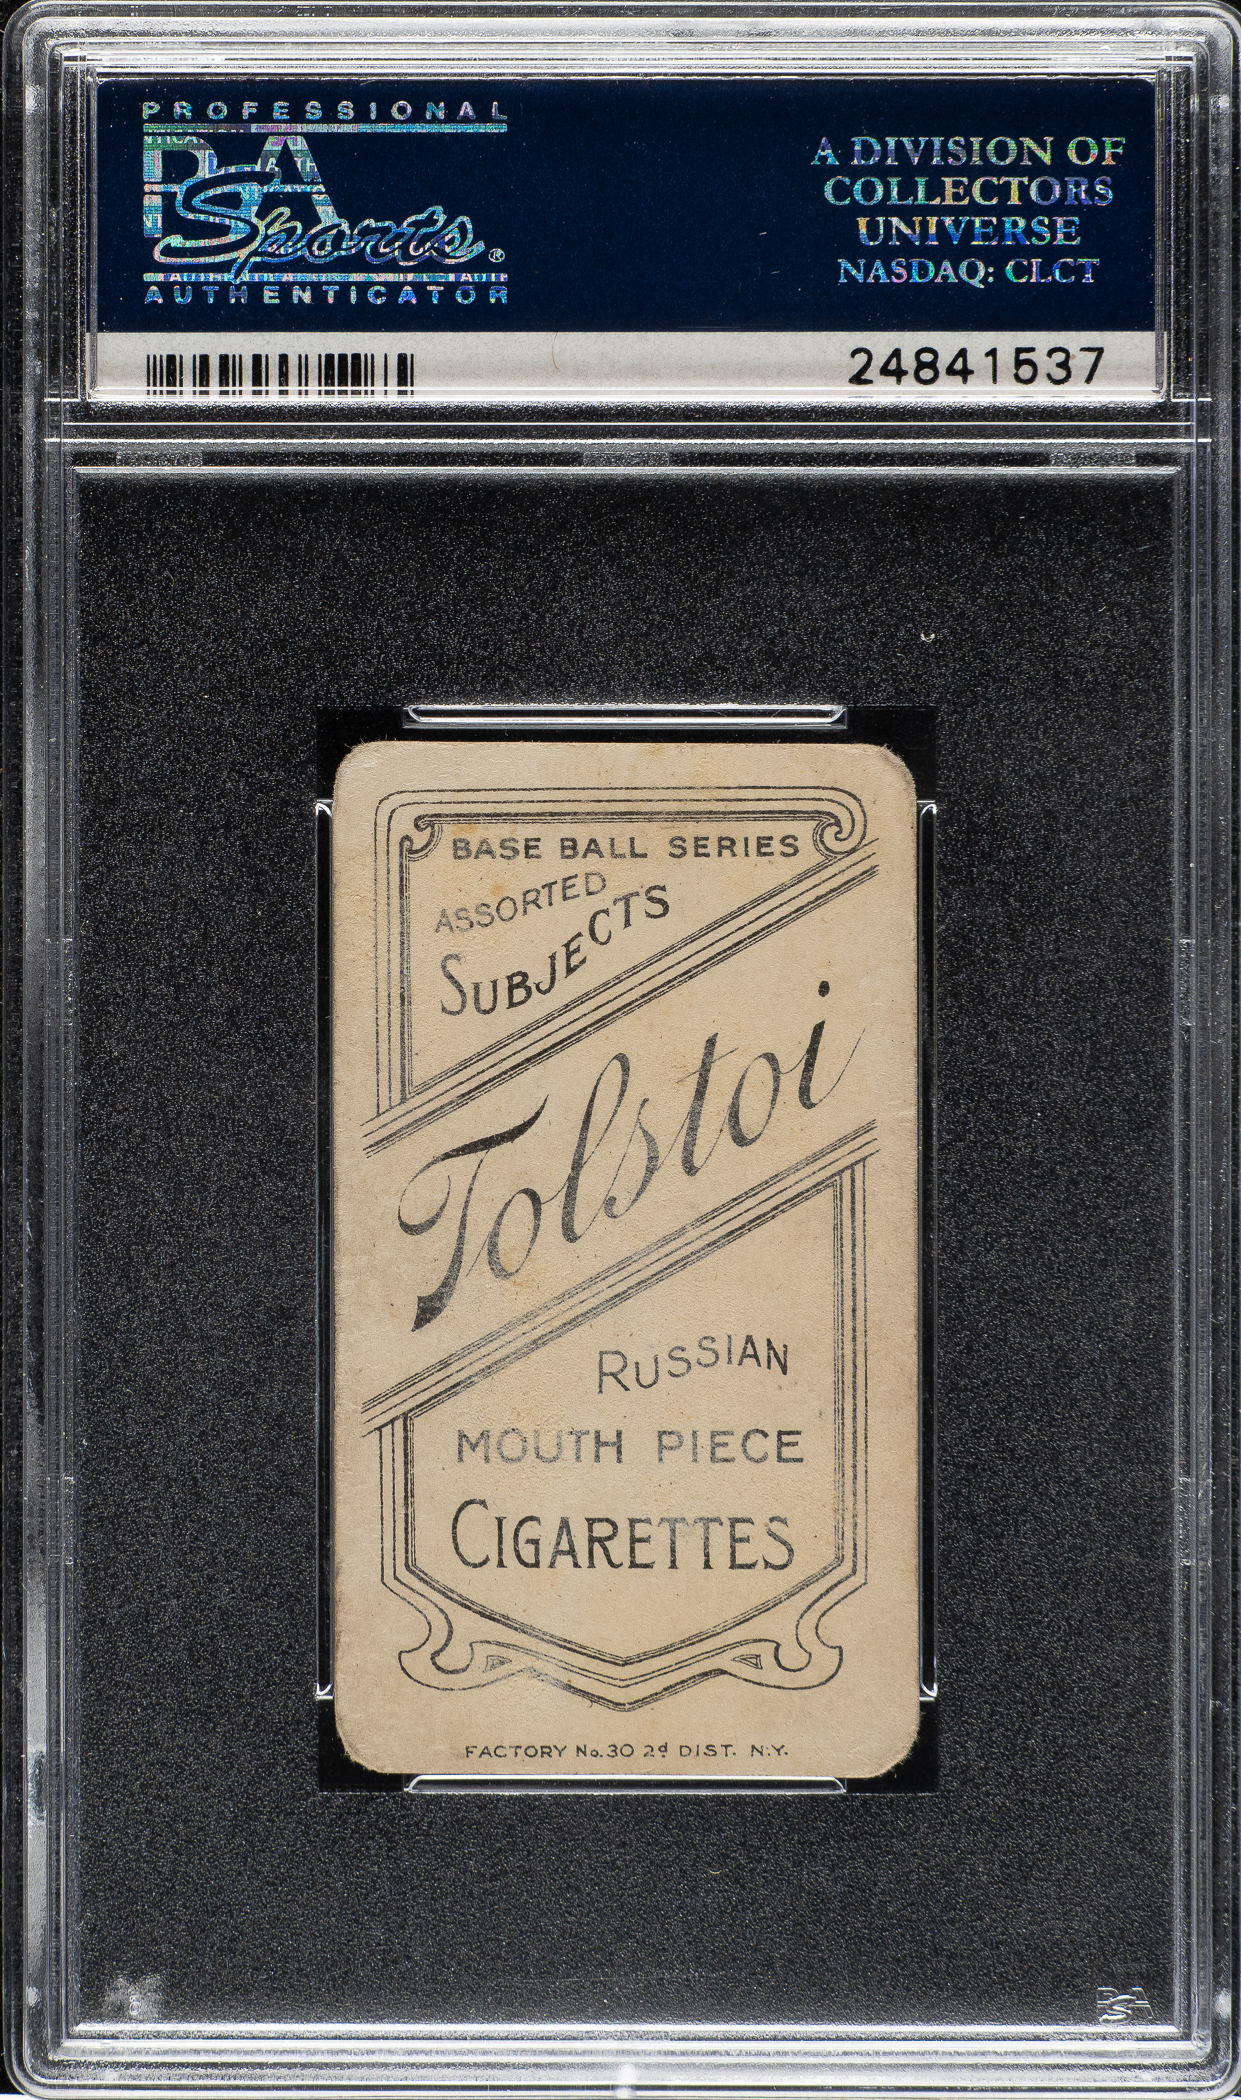 PROFESSIONAL
PSA
Sports®
AUTHENTICATOR
A DIVISION OF
COLLECTORS
UNIVERSE
NASDAQ: CLCT
24841537
BASE BALL SERIES
ASSORTED
SUBJECTS
Tolstoi
RUSSIAN
MOUTH PIECE
CIGARETTES
FACTORY No. 30 2d DIST. N.Y.
PSA